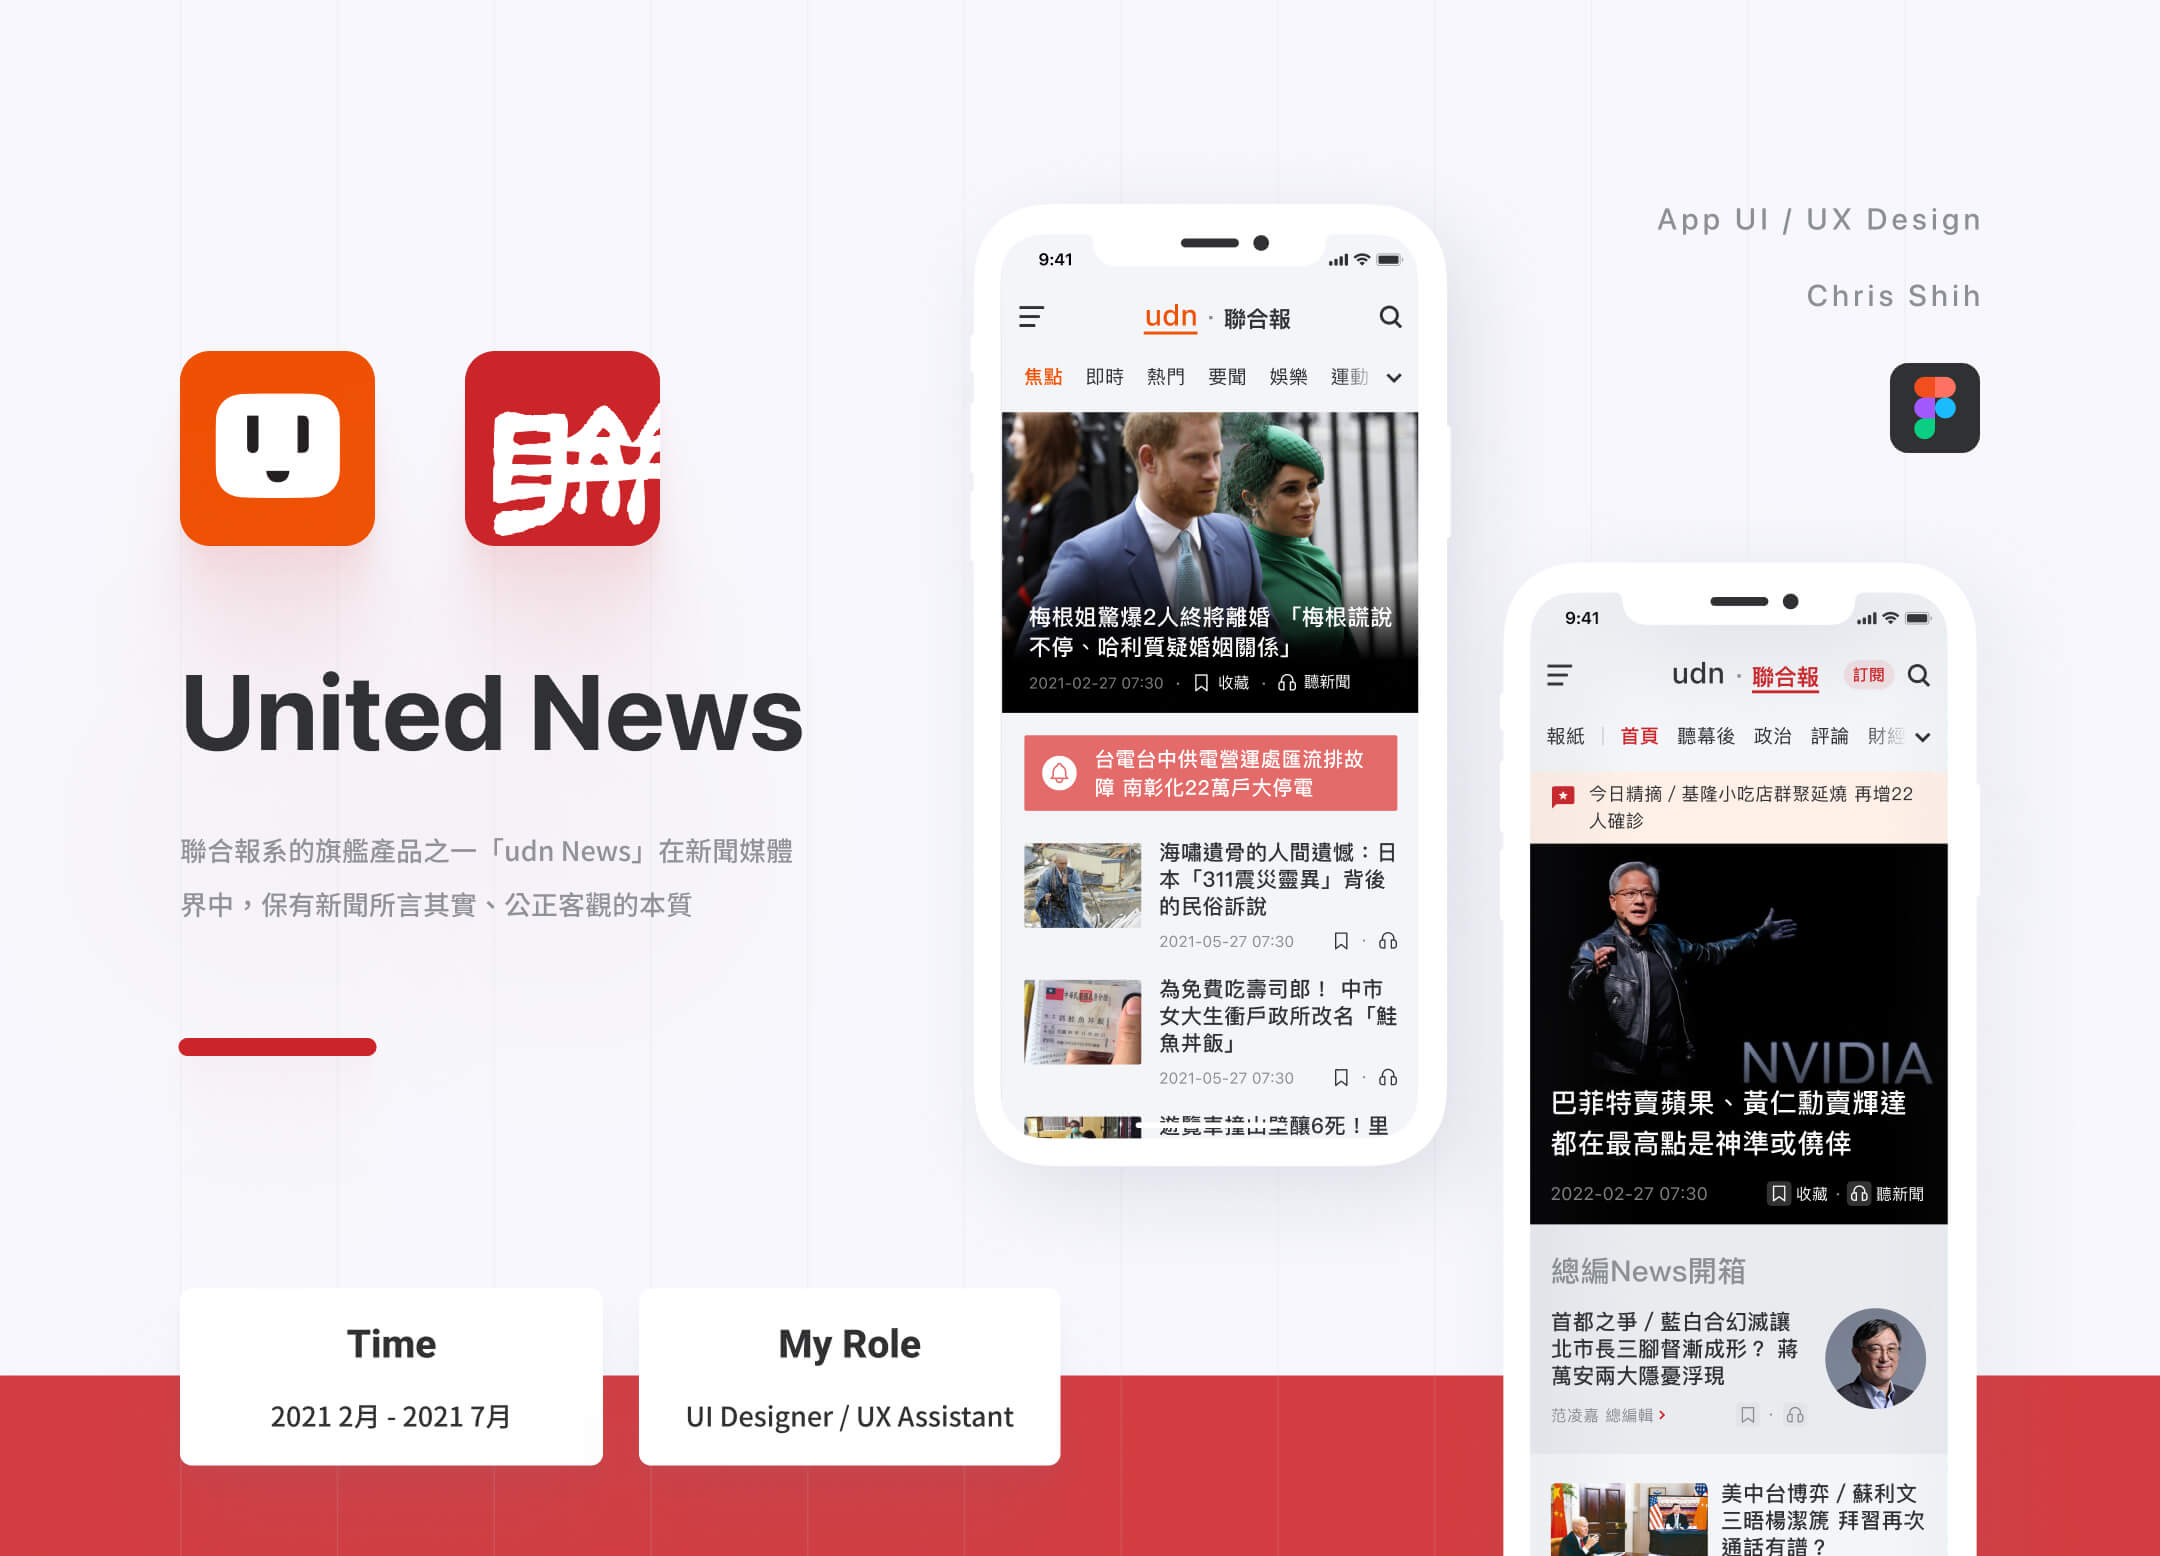 App UI / UX Design
Chris Shih
聯
United News
聯合報系的旗艦產品之一「udn News」在新聞媒體
界中，保有新聞所言其實、公正客觀的本質
Time
2021 2月 - 2021 7月
My Role
UI Designer / UX Assistant
9:41
udn · 聯合報
焦點 即時 熱門 要聞 娛樂 運動
梅根姐驚爆2人終將離婚 「梅根謊說
不停、哈利質疑婚姻關係」
2021-02-27 07:30 · 收藏 · 聽新聞
台電台中供電營運處匯流排故
障 南彰化22萬戶大停電
海嘯遺骨的人間遺憾：日
本「311震災靈異」背後
的民俗訴說
2021-05-27 07:30
為免費吃壽司郎！ 中市
女大生衝戶政所改名「鮭
魚丼飯」
2021-05-27 07:30
遊覽車撞山壁釀6死！里
9:41
udn · 聯合報 訂閱
報紙 | 首頁 聽幕後 政治 評論 財經
今日精摘 / 基隆小吃店群聚延燒 再增22
人確診
NVIDIA
巴菲特賣蘋果、黃仁勳賣輝達
都在最高點是神準或僥倖
2022-02-27 07:30 收藏 · 聽新聞
總編News開箱
首都之爭 / 藍白合幻滅讓
北市長三腳督漸成形？ 蔣
萬安兩大隱憂浮現
范凌嘉 總編輯
美中台博弈 / 蘇利文
三晤楊潔篪 拜習再次
通話有譜？